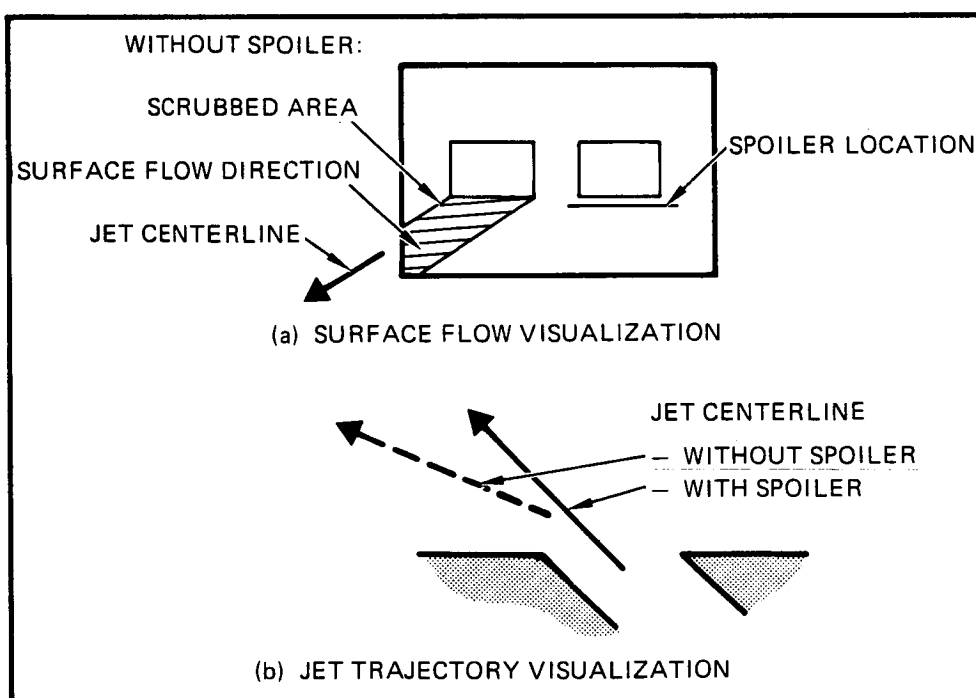 WITHOUT SPOILER:
SCRUBBED AREA
SPOILER LOCATION
SURFACE FLOW DIRECTION
JET CENTERLINE
(a) SURFACE FLOW VISUALIZATION
JET CENTERLINE
– WITHOUT SPOILER
– WITH SPOILER
(b) JET TRAJECTORY VISUALIZATION